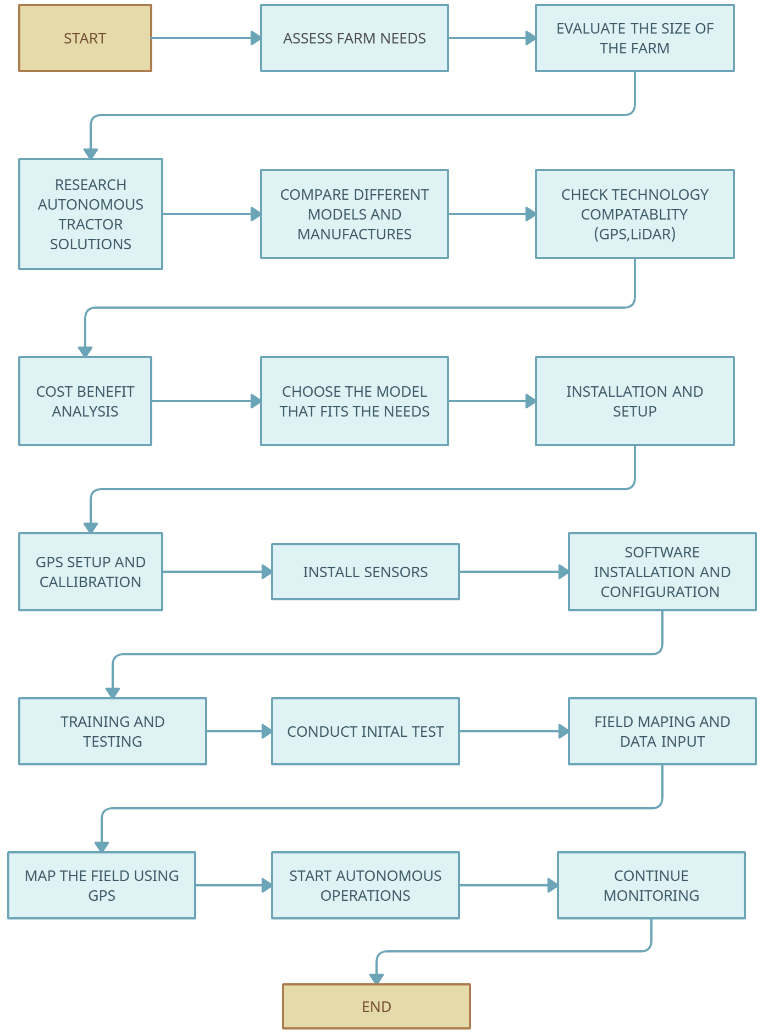 START
ASSESS FARM NEEDS
EVALUATE THE SIZE OF
THE FARM
RESEARCH
AUTONOMOUS
TRACTOR
SOLUTIONS
COMPARE DIFFERENT
MODELS AND
MANUFACTURES
CHECK TECHNOLOGY
COMPATABLITY
(GPS,LiDAR)
COST BENEFIT
ANALYSIS
CHOOSE THE MODEL
THAT FITS THE NEEDS
INSTALLATION AND
SETUP
GPS SETUP AND
CALLIBRATION
INSTALL SENSORS
SOFTWARE
INSTALLATION AND
CONFIGURATION
TRAINING AND
TESTING
CONDUCT INITAL TEST
FIELD MAPING AND
DATA INPUT
MAP THE FIELD USING
GPS
START AUTONOMOUS
OPERATIONS
CONTINUE
MONITORING
END